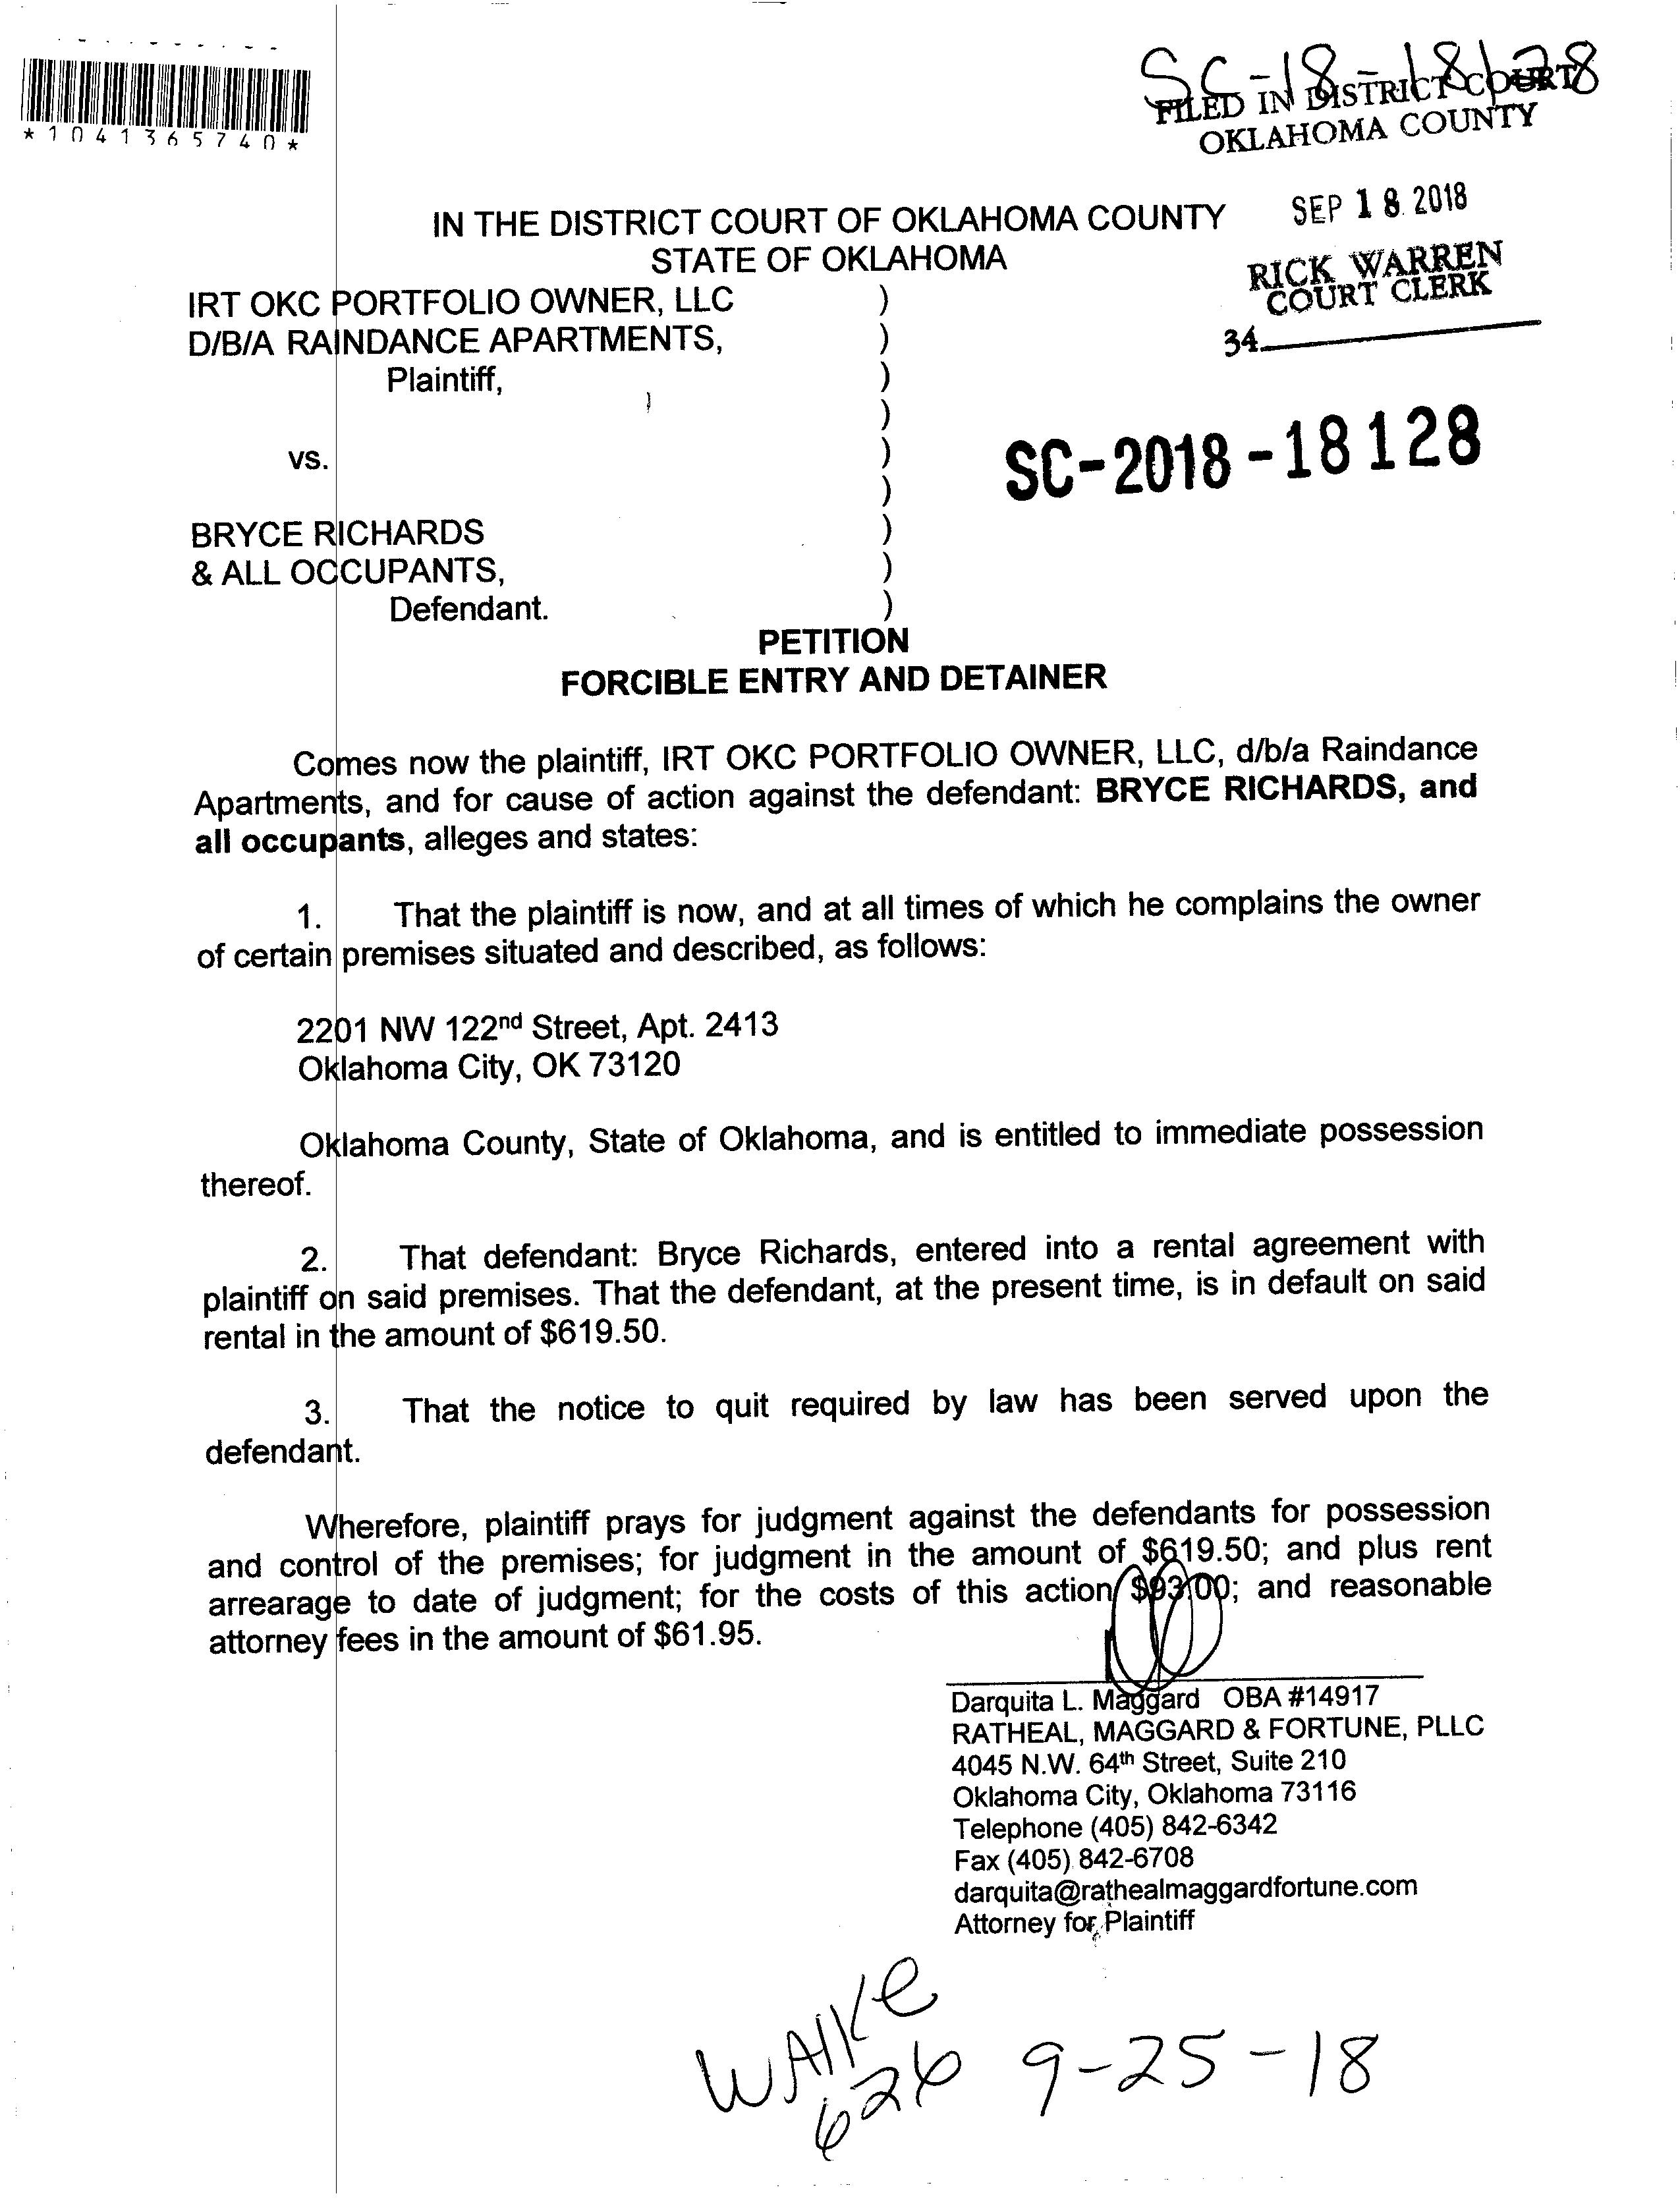 SC-18-18128
FILED IN DISTRICT COURT
OKLAHOMA COUNTY
*1041365740*
SEP 18 2018
IN THE DISTRICT COURT OF OKLAHOMA COUNTY
STATE OF OKLAHOMA
RICK WARREN
COURT CLERK
34
IRT OKC PORTFOLIO OWNER, LLC )
D/B/A RAINDANCE APARTMENTS, )
Plaintiff, )
)
vs. )
)
SC-2018-18128
BRYCE RICHARDS )
& ALL OCCUPANTS, )
Defendant. )
PETITION
FORCIBLE ENTRY AND DETAINER
Comes now the plaintiff, IRT OKC PORTFOLIO OWNER, LLC, d/b/a Raindance
Apartments, and for cause of action against the defendant: BRYCE RICHARDS, and
all occupants, alleges and states:
1. That the plaintiff is now, and at all times of which he complains the owner
of certain premises situated and described, as follows:
2201 NW 122nd Street, Apt. 2413
Oklahoma City, OK 73120
Oklahoma County, State of Oklahoma, and is entitled to immediate possession
thereof.
2. That defendant: Bryce Richards, entered into a rental agreement with
plaintiff on said premises. That the defendant, at the present time, is in default on said
rental in the amount of $619.50.
3. That the notice to quit required by law has been served upon the
defendant.
Wherefore, plaintiff prays for judgment against the defendants for possession
and control of the premises; for judgment in the amount of $619.50; and plus rent
arrearage to date of judgment; for the costs of this action $93.00; and reasonable
attorney fees in the amount of $61.95.
Darquita L. Maggard OBA #14917
RATHEAL, MAGGARD & FORTUNE, PLLC
4045 N.W. 64th Street, Suite 210
Oklahoma City, Oklahoma 73116
Telephone (405) 842-6342
Fax (405) 842-6708
darquita@rathealmaggardfortune.com
Attorney for Plaintiff
WAlKe
626 9-25-18